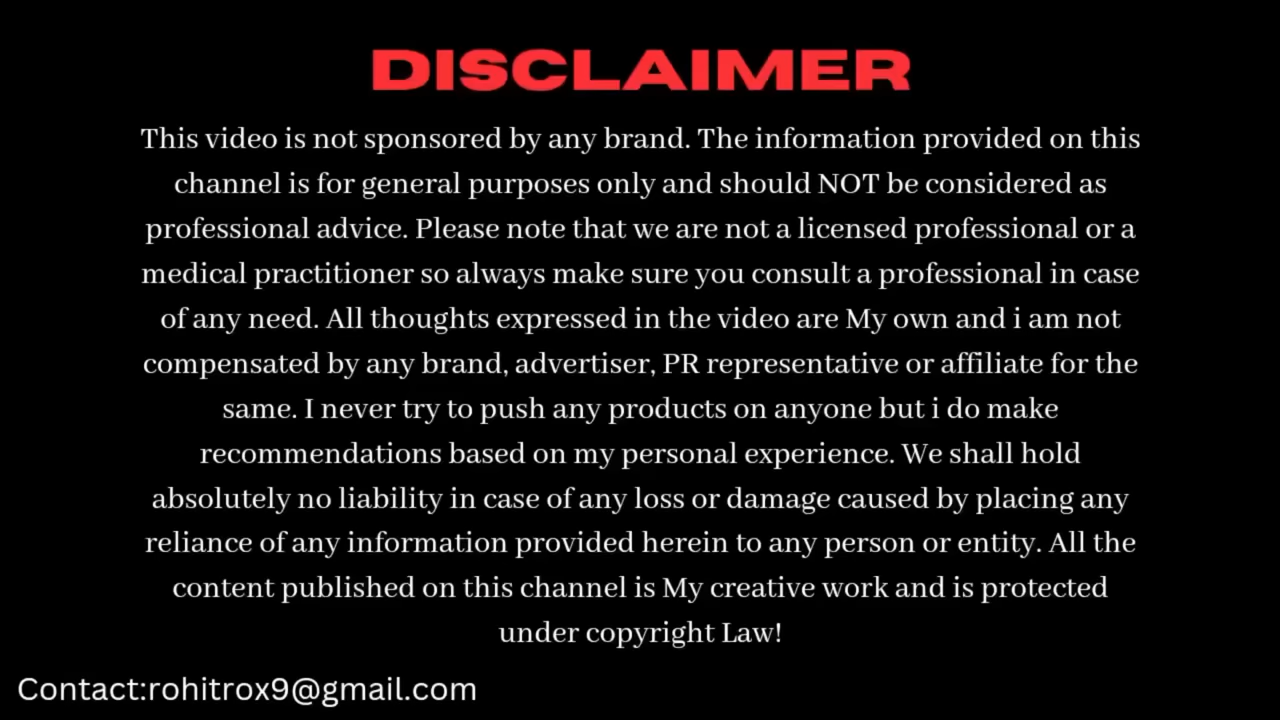 DISCLAIMER
This video is not sponsored by any brand. The information provided on this
channel is for general purposes only and should NOT be considered as
professional advice. Please note that we are not a licensed professional or a
medical practitioner so always make sure you consult a professional in case
of any need. All thoughts expressed in the video are My own and i am not
compensated by any brand, advertiser, PR representative or affiliate for the
same. I never try to push any products on anyone but i do make
recommendations based on my personal experience. We shall hold
absolutely no liability in case of any loss or damage caused by placing any
reliance of any information provided herein to any person or entity. All the
content published on this channel is My creative work and is protected
under copyright Law!
Contact:rohitrox9@gmail.com